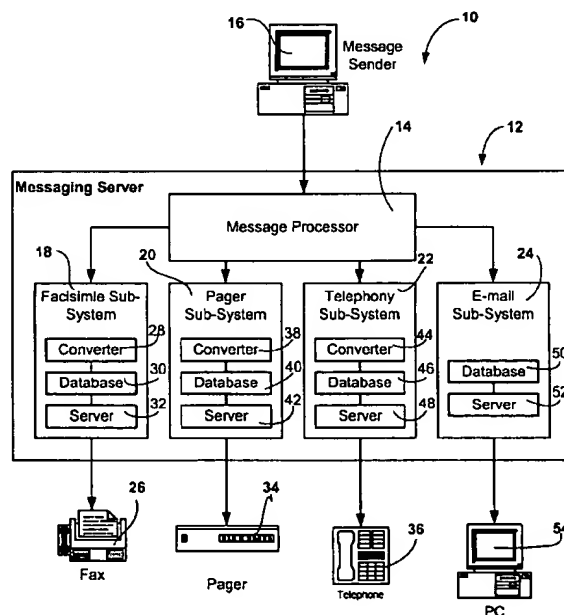 16
Message
Sender
10
14
12
Messaging Server
Message Processor
18
Facisimle Sub-
System
20
Pager
Sub-System
22
Telephony
Sub-System
24
E-mail
Sub-System
Converter 28
Database 30
Server 32
Converter 38
Database 40
Server 42
Converter 44
Database 46
Server 48
Database 50
Server 52
26
Fax
34
Pager
36
Telephone
54
PC